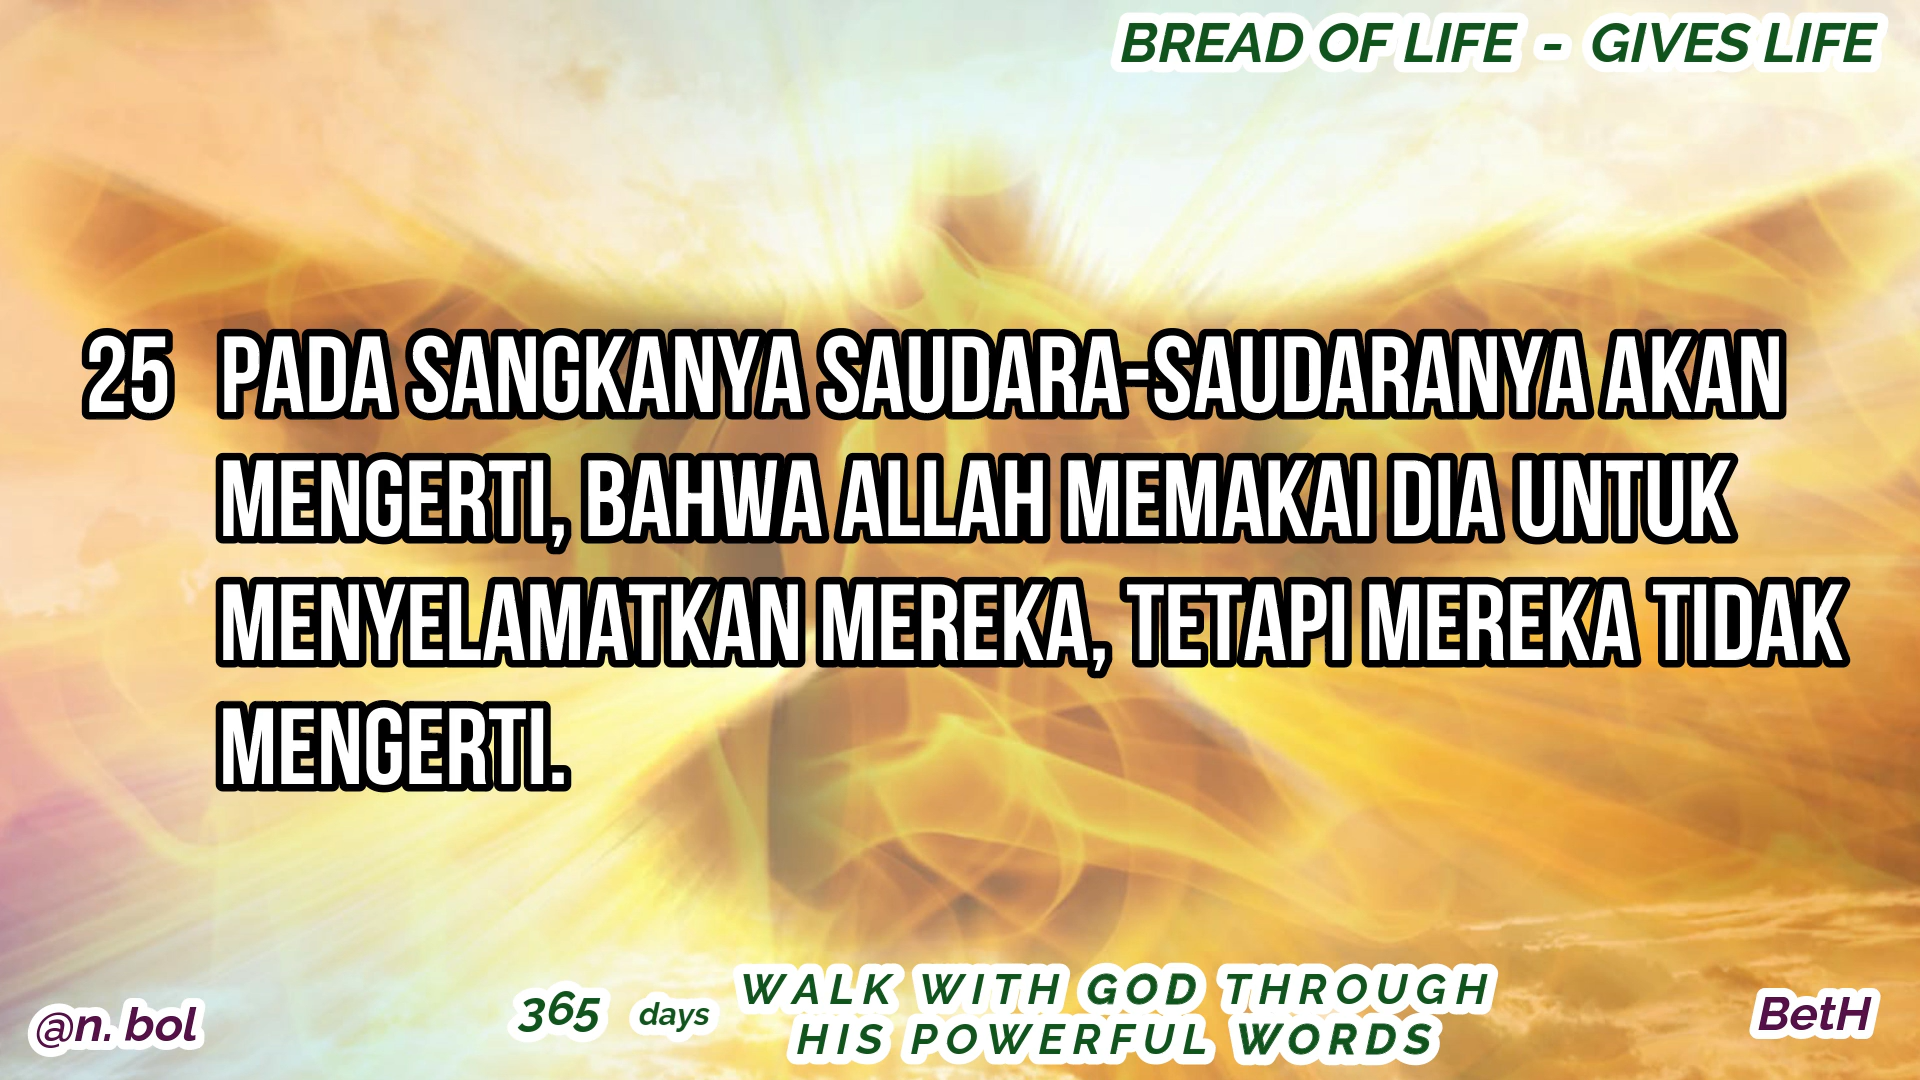 BREAD OF LIFE - GIVES LIFE
25 PADA SANGKANYA SAUDARA-SAUDARANYA AKAN
MENGERTI, BAHWA ALLAH MEMAKAI DIA UNTUK
MENYELAMATKAN MEREKA, TETAPI MEREKA TIDAK
MENGERTI.
@n. bol
365 days
WALK WITH GOD THROUGH
HIS POWERFUL WORDS
BetH